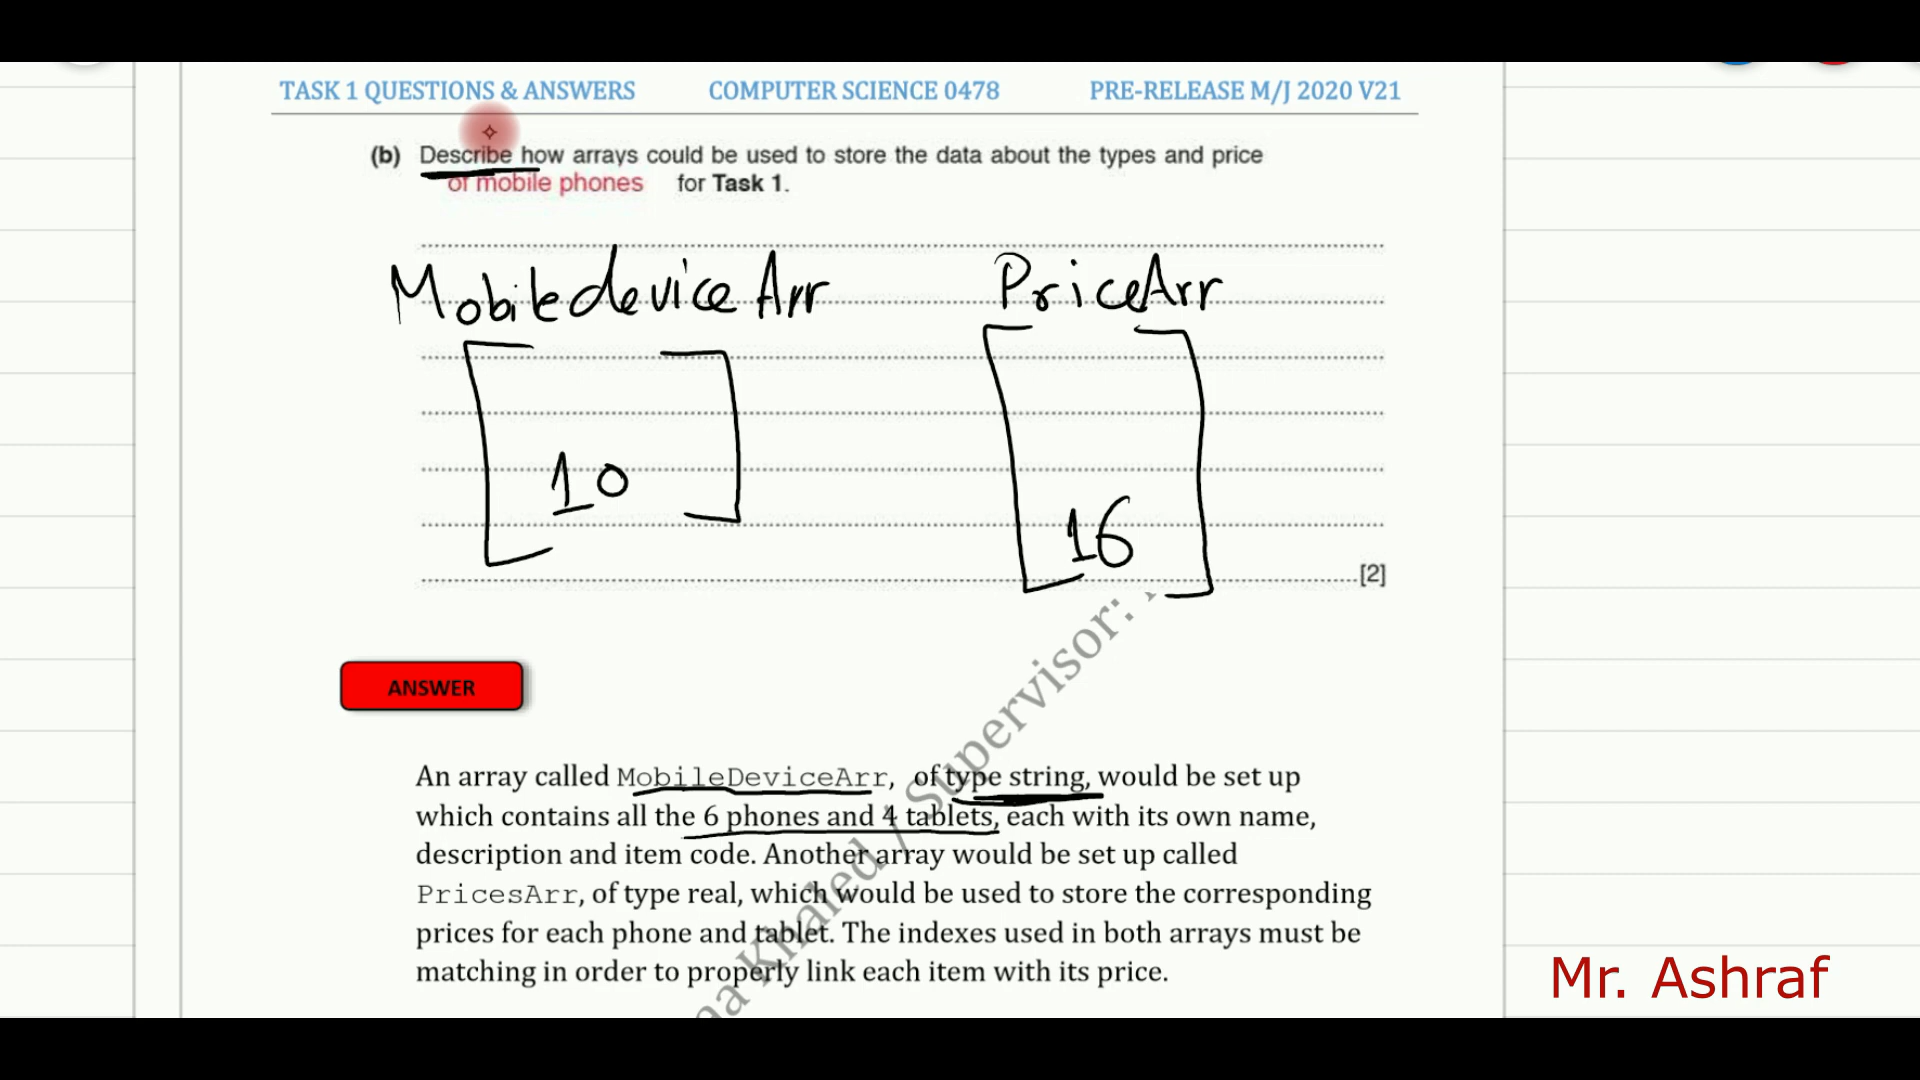 TASK 1 QUESTIONS & ANSWERS COMPUTER SCIENCE 0478 PRE-RELEASE M/J 2020 V21
(b) Describe how arrays could be used to store the data about the types and price
of mobile phones for Task 1.
MobiledeviceArr PriceArr
10 16
[2]
ANSWER
An array called MobileDeviceArr, of type string, would be set up
which contains all the 6 phones and 4 tablets, each with its own name,
description and item code. Another array would be set up called
PricesArr, of type real, which would be used to store the corresponding
prices for each phone and tablet. The indexes used in both arrays must be
matching in order to properly link each item with its price.
Khaled / Supervisor:
Mr. Ashraf